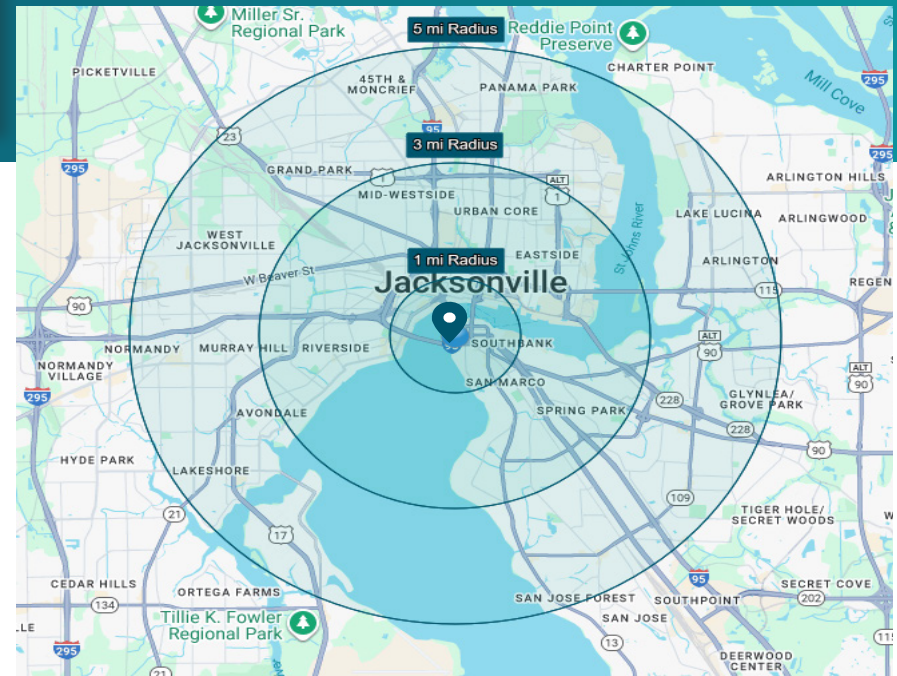 Miller Sr.
Regional Park
5 mi Radius
Reddie Point
Preserve
PICKETVILLE
45TH &
MONCRIEF
PANAMA PARK
CHARTER POINT
295
Mill Cove
23
95
3 mi Radius
295
295
GRAND PARK
1
MID-WESTSIDE
ALT
1
ARLINGTON HILLS
URBAN CORE
LAKE LUCINA
ARLINGWOOD
WEST
JACKSONVILLE
St Johns River
EASTSIDE
1 mi Radius
ARLINGTON
W Beaver St
Jacksonville
115
REGEN
90
NORMANDY
MURRAY HILL
RIVERSIDE
SOUTHBANK
ALT
90
NORMANDY
VILLAGE
ALT
90
295
SAN MARCO
228
GLYNLEA/
GROVE PARK
AVONDALE
SPRING PARK
228
90
HYDE PARK
LAKESHORE
109
21
17
TIGER HOLE/
SECRET WOODS
CEDAR HILLS
ORTEGA FARMS
95
SECRET COVE
134
SAN JOSE FOREST
SOUTHPOINT
202
Tillie K. Fowler
Regional Park
SAN JOSE
LLE
13
115
295
DEERWOOD
CENTER
21